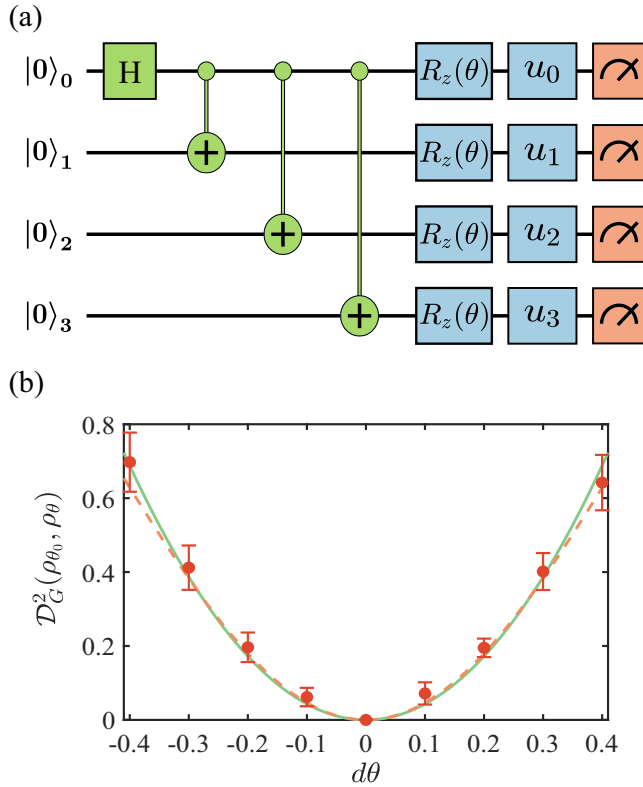 (a)
|0⟩₀ H R_z(θ) u₀
|0⟩₁ R_z(θ) u₁
|0⟩₂ R_z(θ) u₂
|0⟩₃ R_z(θ) u₃
(b)
0.8
0.6
0.4
0.2
0
𝒟²_G(ρ_θ₀, ρ_θ)
-0.4 -0.3 -0.2 -0.1 0 0.1 0.2 0.3 0.4
dθ